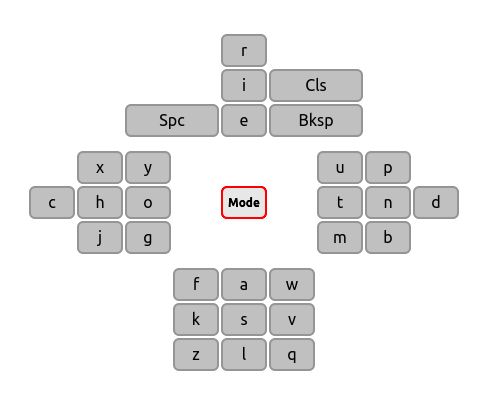 r
i Cls
Spc e Bksp
x y u p
c h o Mode t n d
j g m b
f a w
k s v
z l q